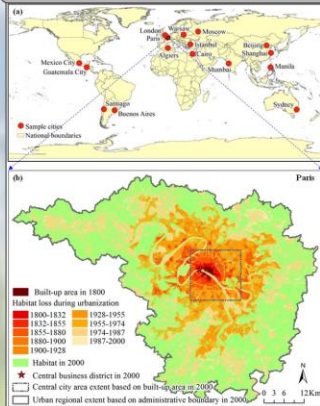 (a)
London
Warsaw
Moscow
Paris
Istanbul
Beijing
Shanghai
Mexico City
Algiers
Cairo
Guatemala City
Mumbai
Manila
Santiago
Buenos Aires
Sydney
Sample cities
National boundaries
(b)
Paris
Built-up area in 1800
Habitat loss during urbanization
1800-1832
1928-1955
1832-1855
1955-1974
1855-1880
1974-1987
1880-1900
1987-2000
1900-1928
Habitat in 2000
Central business district in 2000
Central city area extent based on built-up area in 2000
Urban regional extent based on administrative boundary in 2000
N
0 3 6 12Km